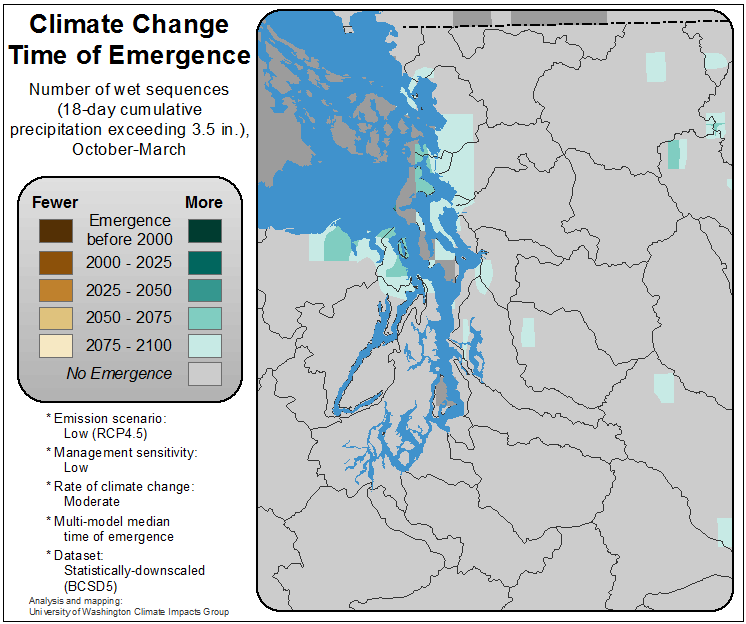 Climate Change
Time of Emergence
Number of wet sequences
(18-day cumulative
precipitation exceeding 3.5 in.),
October-March
Fewer More
Emergence
before 2000
2000 - 2025
2025 - 2050
2050 - 2075
2075 - 2100
No Emergence
* Emission scenario:
Low (RCP4.5)
* Management sensitivity:
Low
* Rate of climate change:
Moderate
* Multi-model median
time of emergence
* Dataset:
Statistically-downscaled
(BCSD5)
Analysis and mapping:
University of Washington Climate Impacts Group